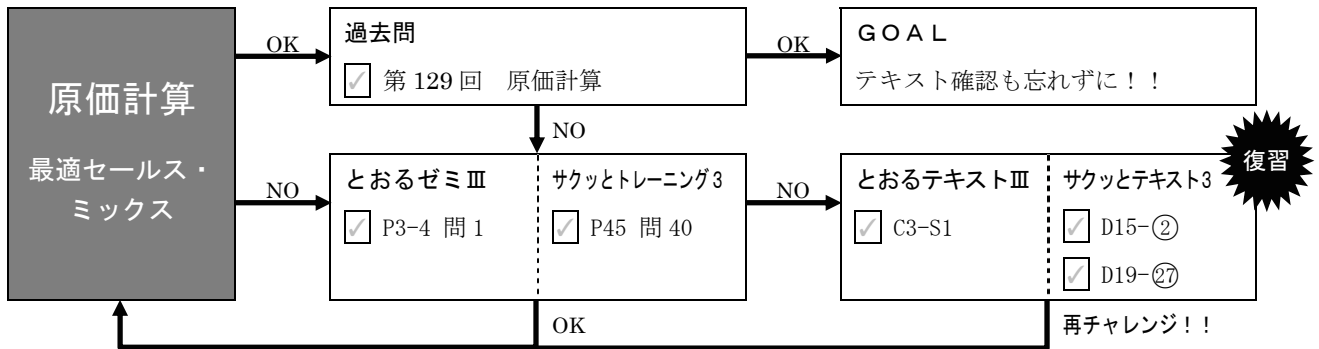 原価計算
最適セールス・
ミックス
OK
過去問
✓ 第129回 原価計算
OK
GOAL
テキスト確認も忘れずに!!
NO
NO
とおるゼミⅢ
✓ P3-4 問1
サクッとトレーニング3
✓ P45 問40
NO
とおるテキストⅢ
✓ C3-S1
サクッとテキスト3
✓ D15-②
✓ D19-㉗
復習
OK
再チャレンジ!!